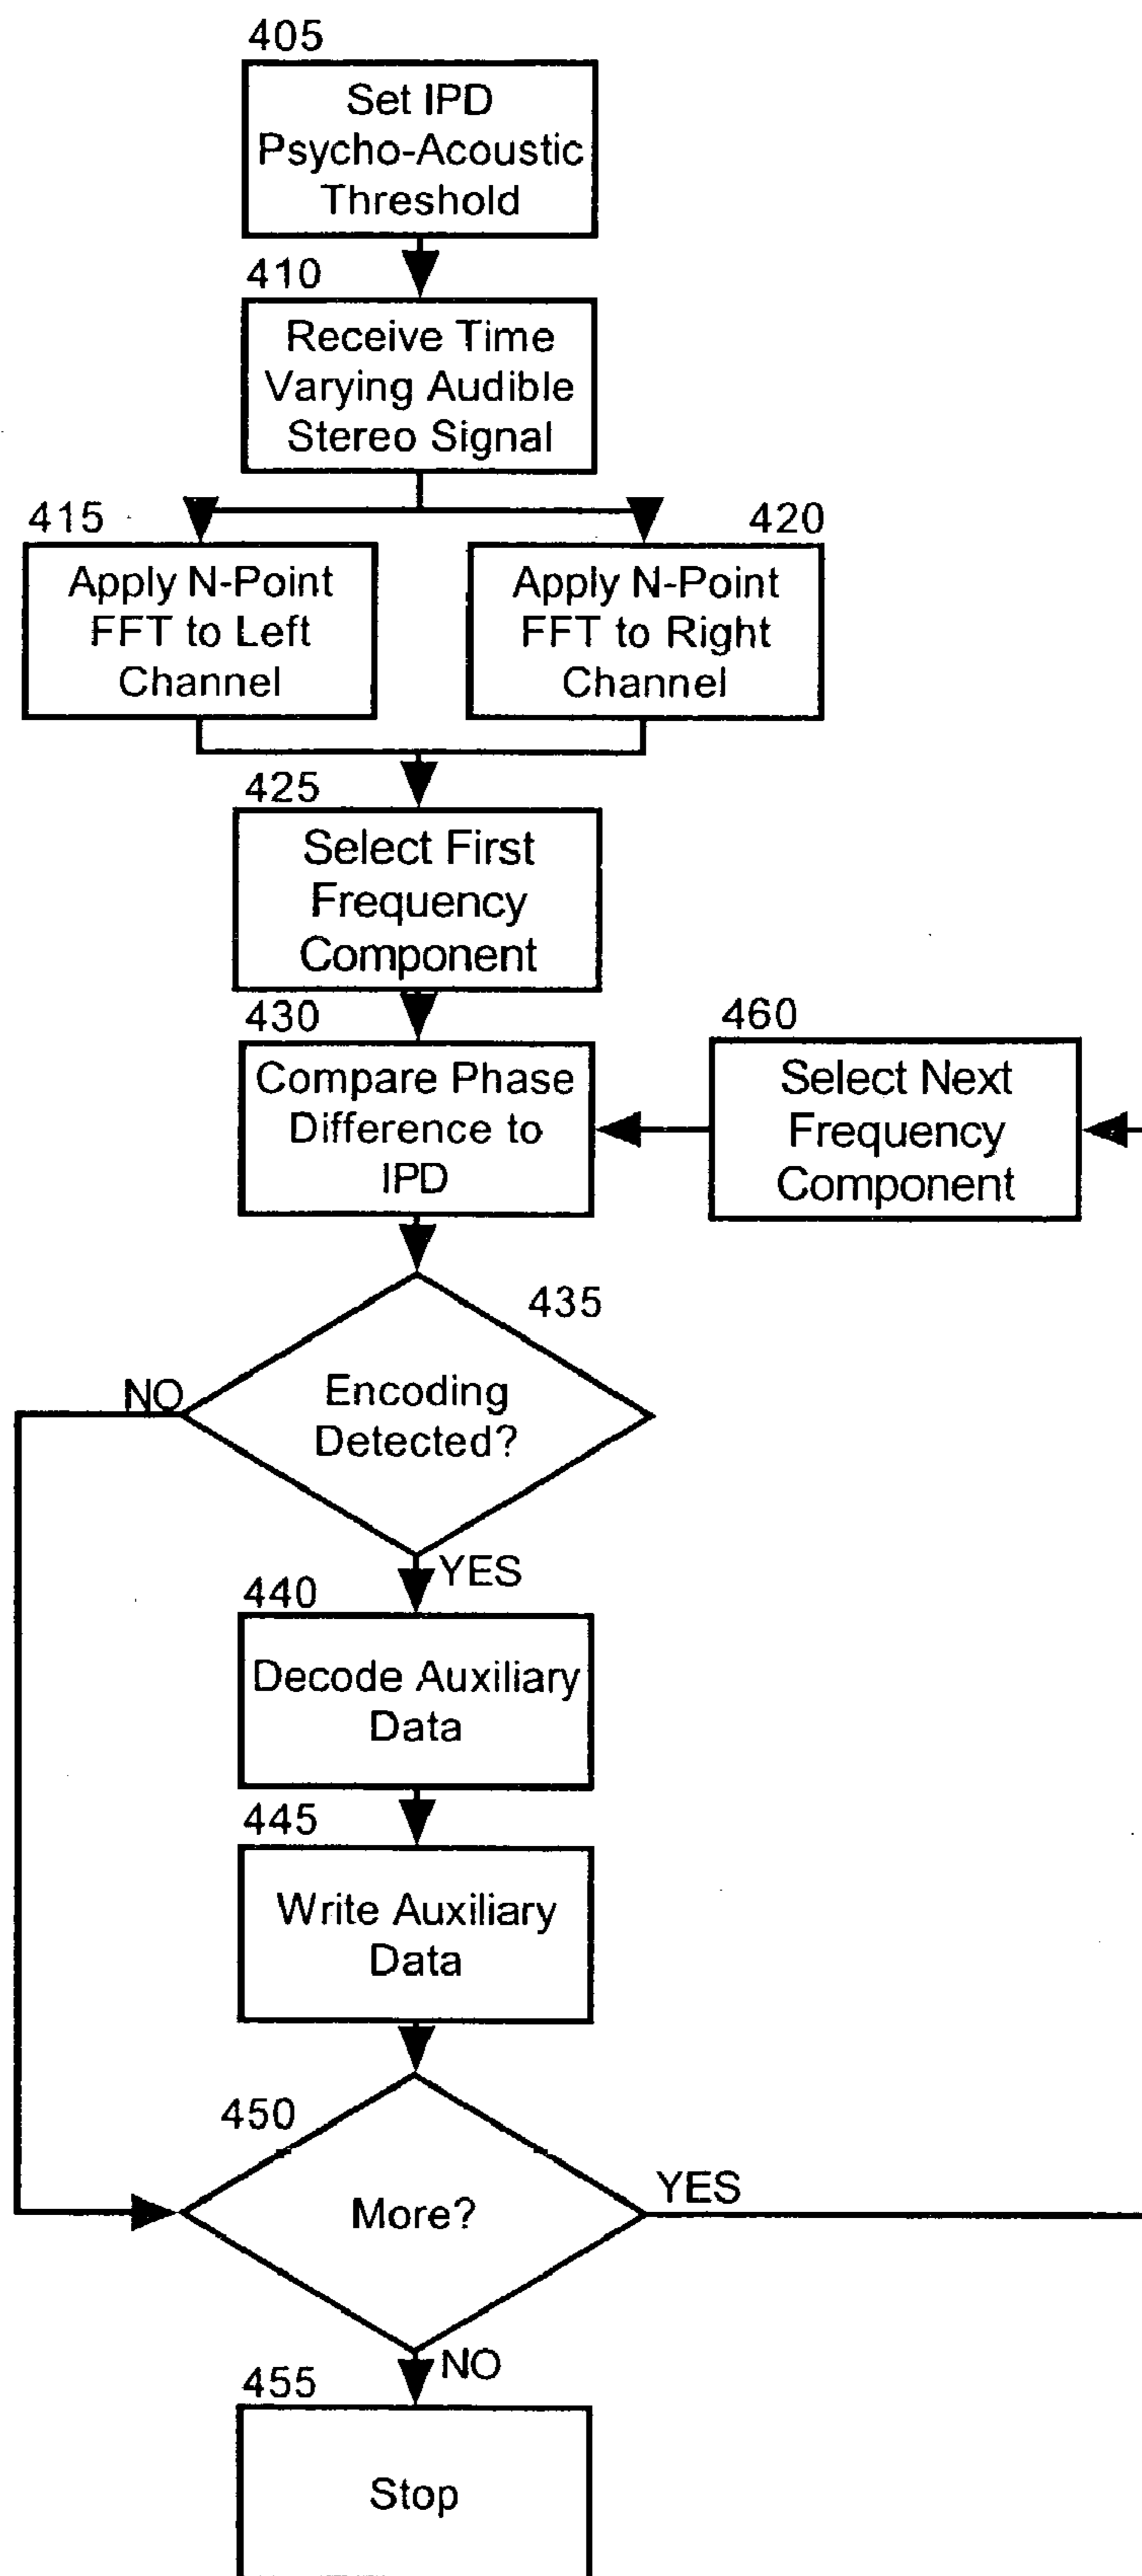 405
Set IPD
Psycho-Acoustic
Threshold
410
Receive Time
Varying Audible
Stereo Signal
415
420
Apply N-Point
FFT to Left
Channel
Apply N-Point
FFT to Right
Channel
425
Select First
Frequency
Component
430
Compare Phase
Difference to
IPD
460
Select Next
Frequency
Component
435
Encoding
Detected?
NO
YES
440
Decode Auxiliary
Data
445
Write Auxiliary
Data
450
More?
YES
NO
455
Stop